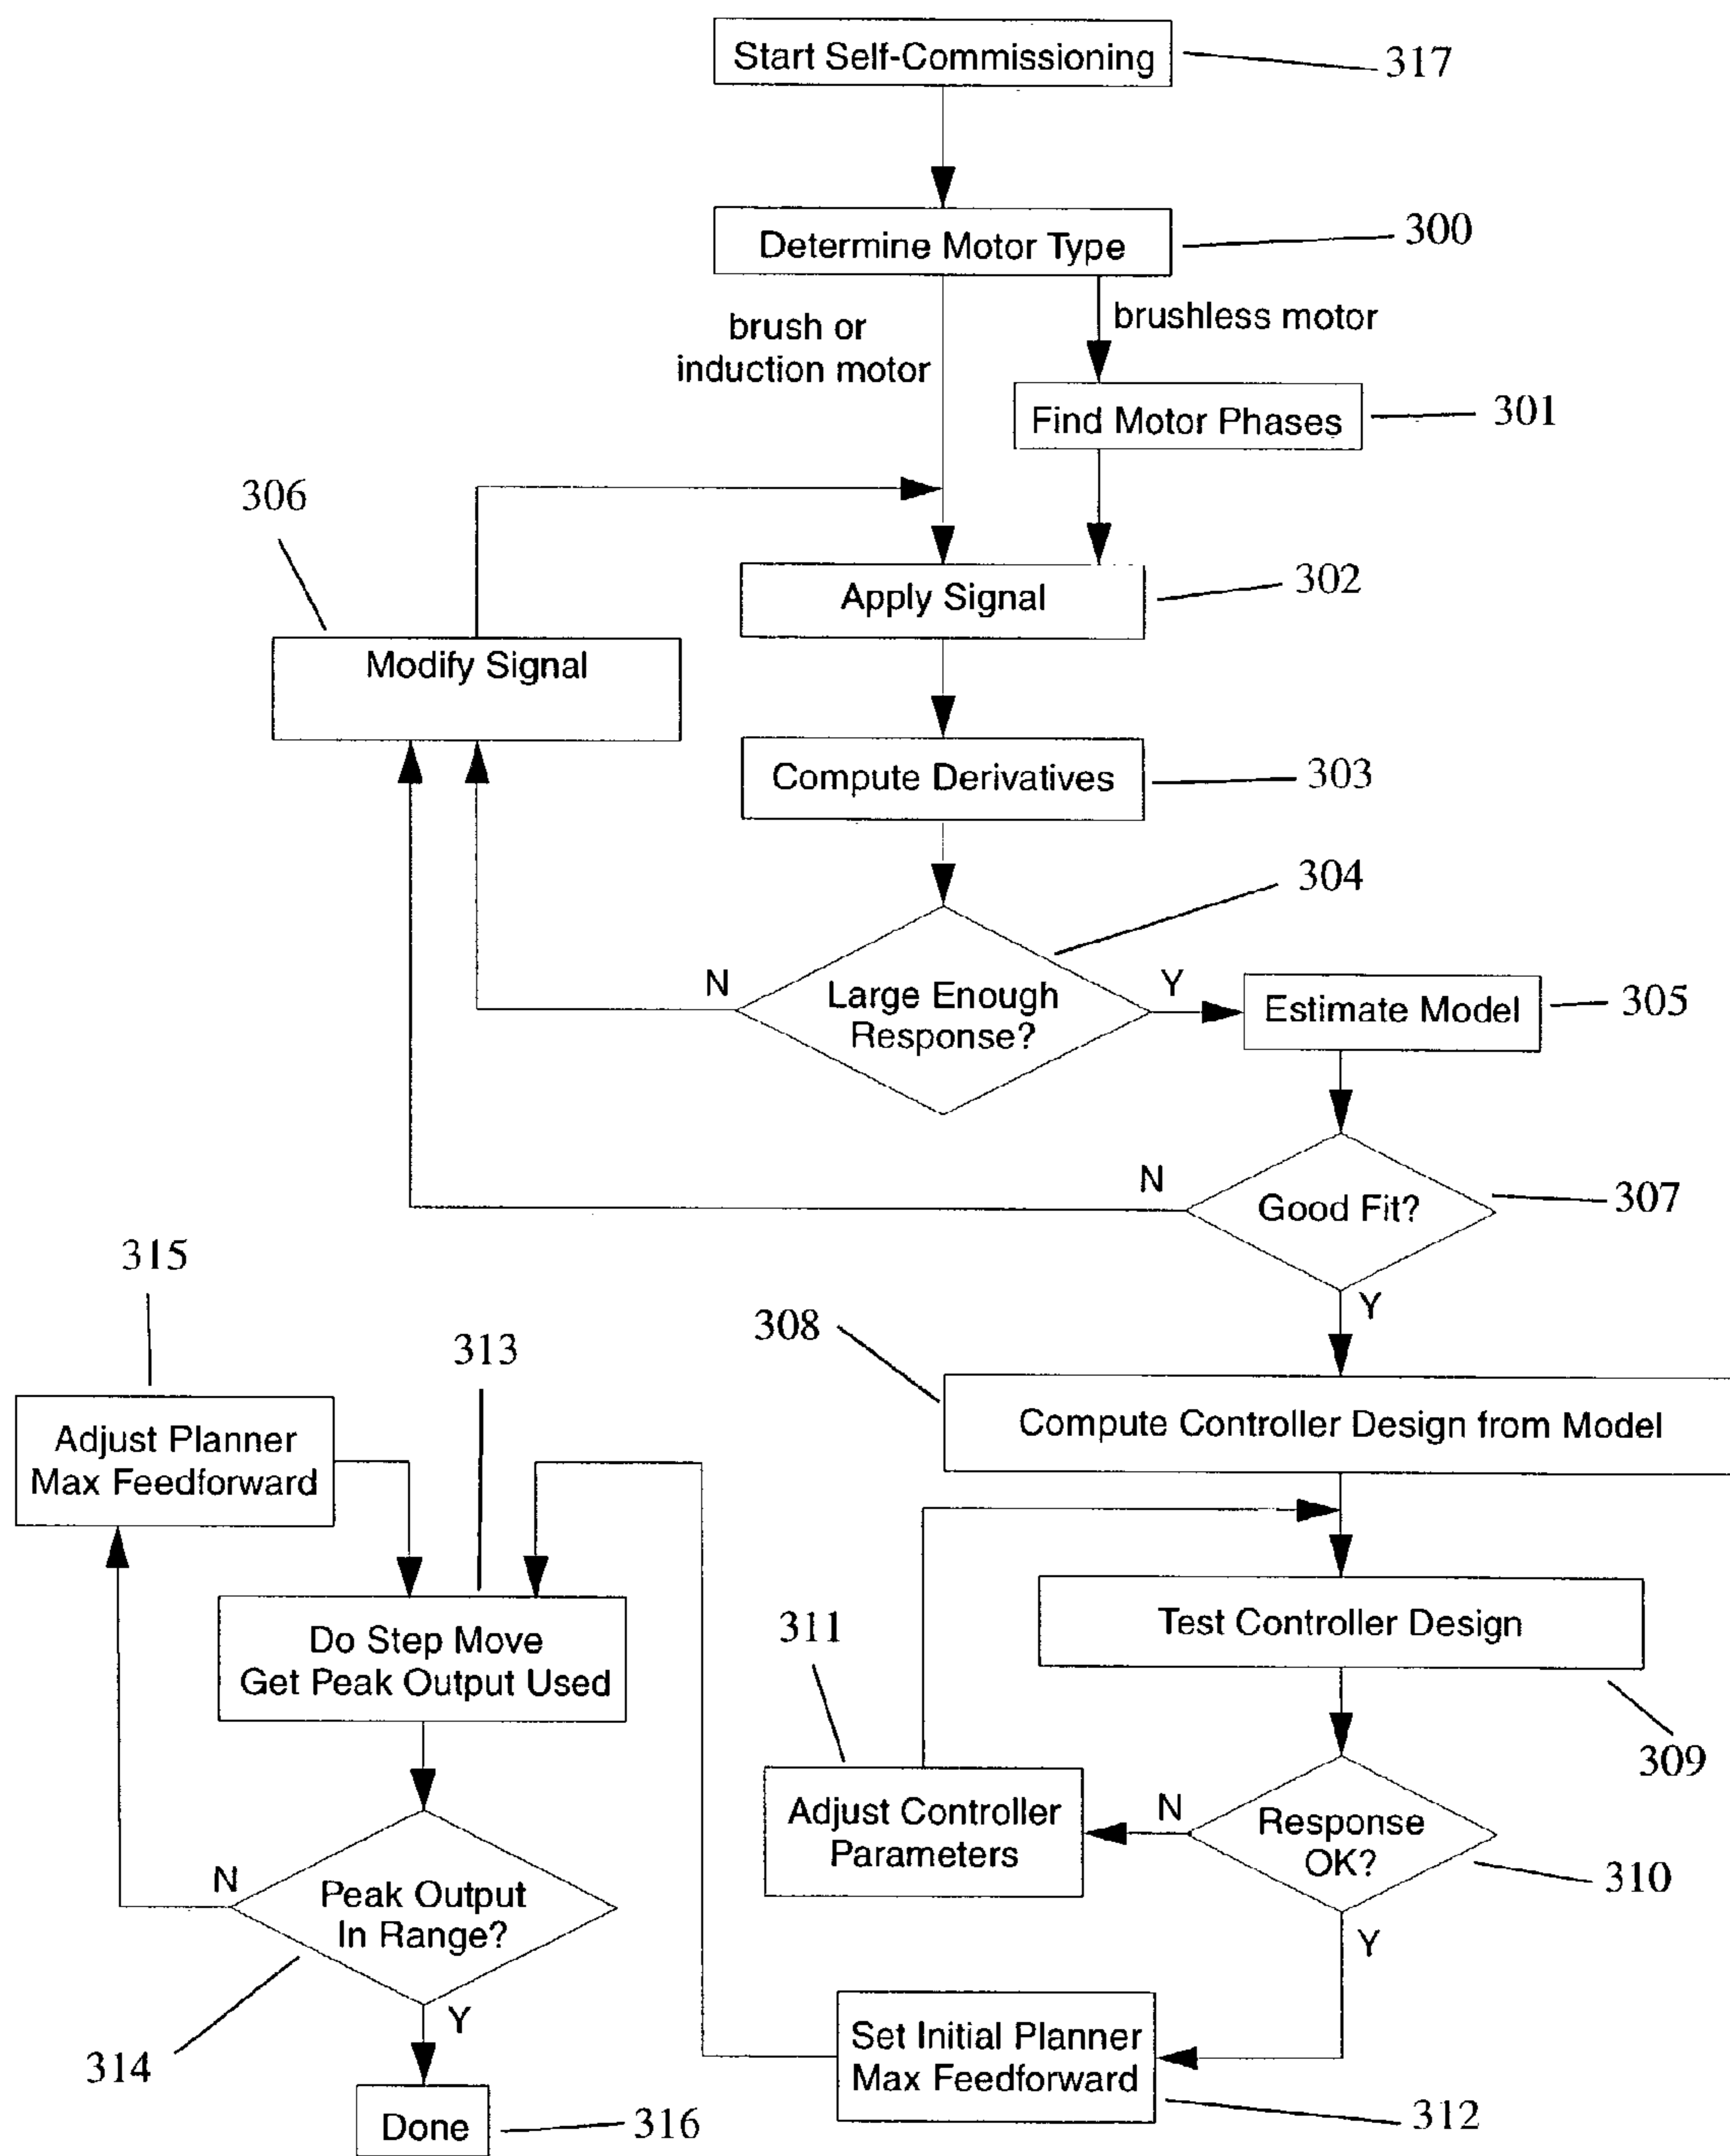 Start Self-Commissioning
317
Determine Motor Type
300
brush or
induction motor
brushless motor
Find Motor Phases
301
306
Modify Signal
Apply Signal
302
Compute Derivatives
303
304
N
Large Enough
Response?
Y
Estimate Model
305
N
Good Fit?
307
Y
308
Compute Controller Design from Model
315
Adjust Planner
Max Feedforward
313
Do Step Move
Get Peak Output Used
Test Controller Design
309
311
Adjust Controller
Parameters
N
Response
OK?
310
Y
N
Peak Output
In Range?
314
Y
Set Initial Planner
Max Feedforward
312
Done
316